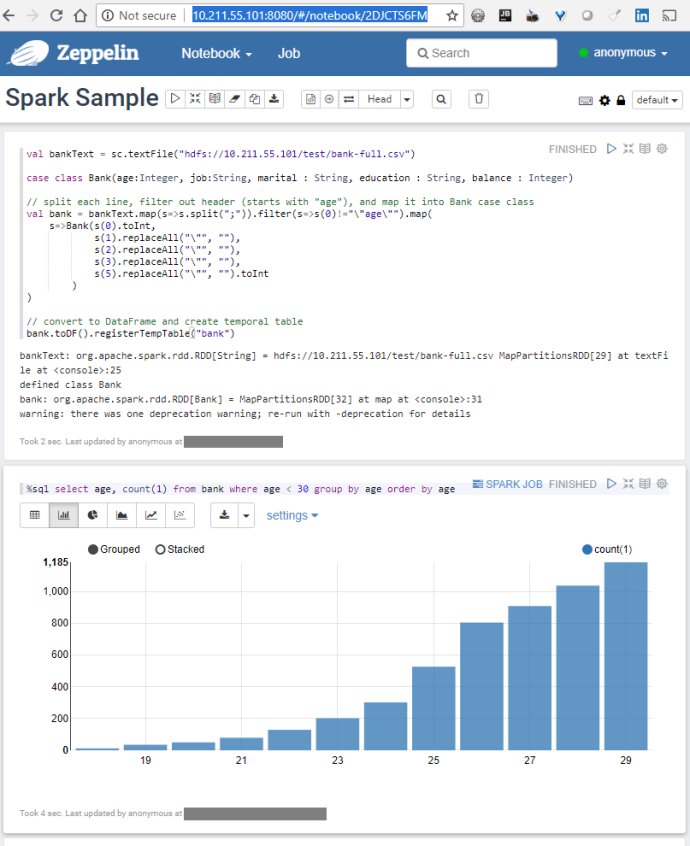 Not secure | 10.211.55.101:8080/#/notebook/2DJCTS6FM
JB
in
Zeppelin Notebook Job Search anonymous
Spark Sample Head default
FINISHED
val bankText = sc.textFile("hdfs://10.211.55.101/test/bank-full.csv")
case class Bank(age:Integer, job:String, marital : String, education : String, balance : Integer)
// split each line, filter out header (starts with "age"), and map it into Bank case class
val bank = bankText.map(s=>s.split(";")).filter(s=>s(0)!="\"age\"").map(
s=>Bank(s(0).toInt,
s(1).replaceAll("\"", ""),
s(2).replaceAll("\"", ""),
s(3).replaceAll("\"", ""),
s(5).replaceAll("\"", "").toInt
)
)
// convert to DataFrame and create temporal table
bank.toDF().registerTempTable("bank")
bankText: org.apache.spark.rdd.RDD[String] = hdfs://10.211.55.101/test/bank-full.csv MapPartitionsRDD[29] at textFi
le at <console>:25
defined class Bank
bank: org.apache.spark.rdd.RDD[Bank] = MapPartitionsRDD[32] at map at <console>:31
warning: there was one deprecation warning; re-run with -deprecation for details
Took 2 sec. Last updated by anonymous at
%sql select age, count(1) from bank where age < 30 group by age order by age SPARK JOB FINISHED
settings
Grouped Stacked count(1)
1,185
1,000
800
600
400
200
0
19 21 23 25 27 29
Took 4 sec. Last updated by anonymous at